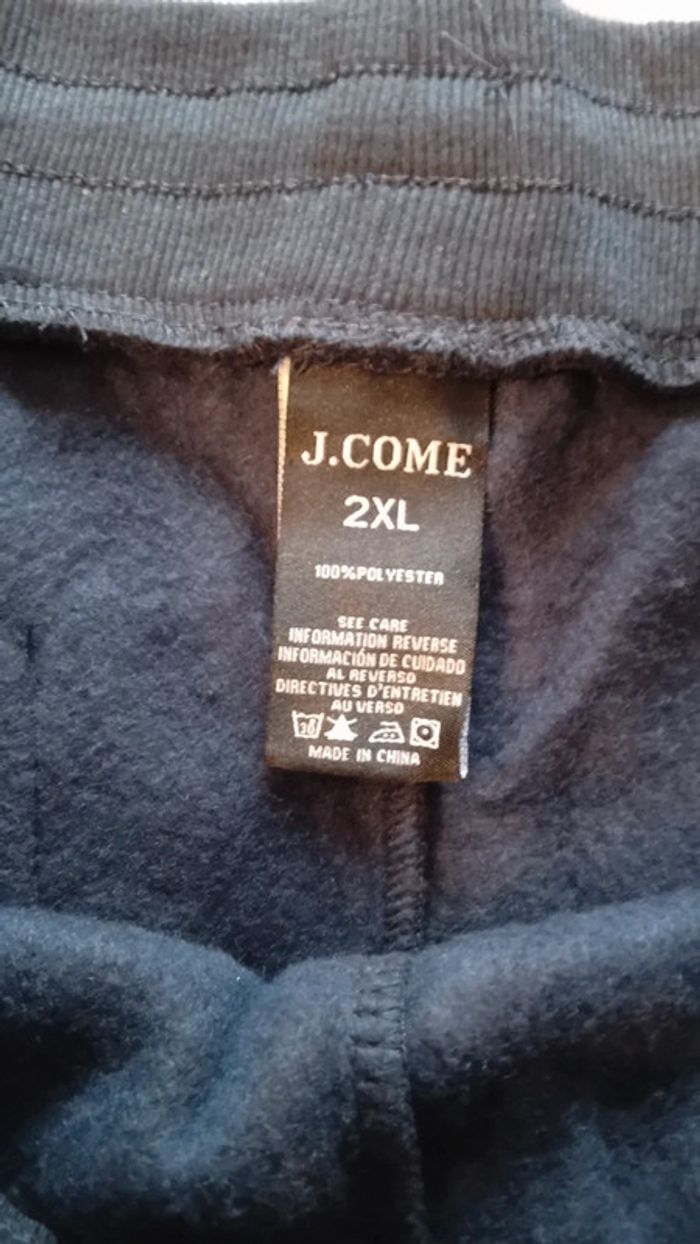 J.COME
2XL
100%POLYESTER
SEE CARE
INFORMATION REVERSE
INFORMACIÓN DE CUIDADO
AL REVERSO
DIRECTIVES D'ENTRETIEN
AU VERSO
30
MADE IN CHINA